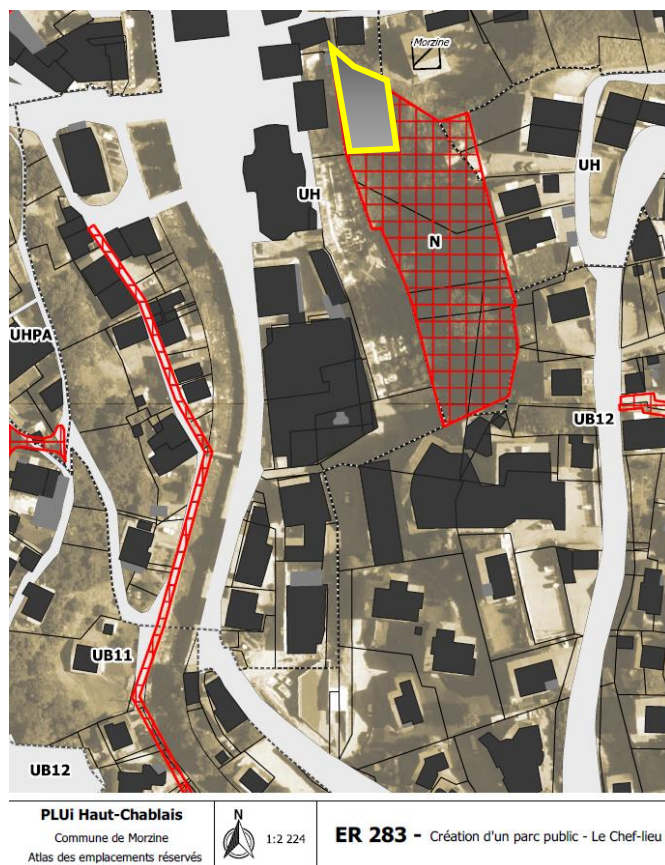 Morzine
UH
UH
N
UHPA
UB12
UB11
UB12
PLUi Haut-Chablais
Commune de Morzine
Atlas des emplacements réservés
N
1:2 224
ER 283 - Création d'un parc public - Le Chef-lieu